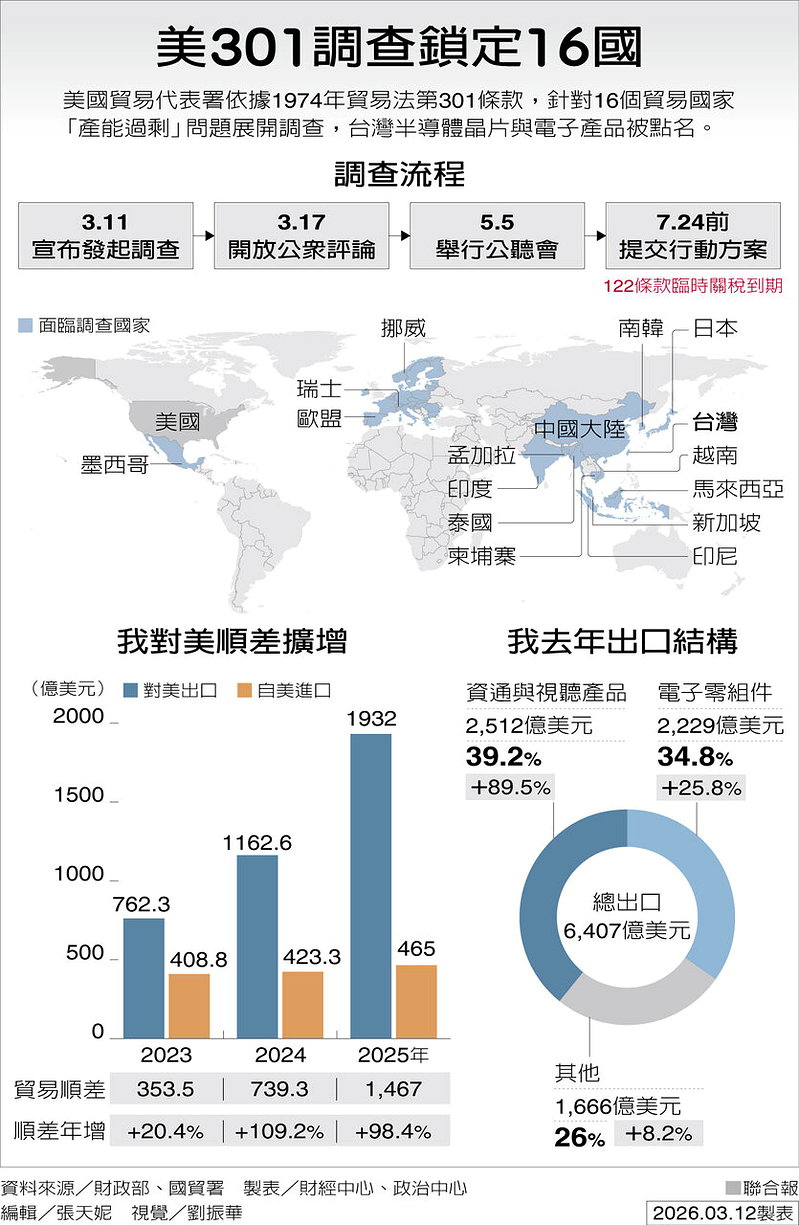 美301調查鎖定16國
美國貿易代表署依據1974年貿易法第301條款，針對16個貿易國家
「產能過剩」問題展開調查，台灣半導體晶片與電子產品被點名。
調查流程
3.11
宣布發起調查
3.17
開放公眾評論
5.5
舉行公聽會
7.24前
提交行動方案
122條款臨時關稅到期
面臨調查國家
挪威
南韓
日本
瑞士
歐盟
美國
中國大陸
台灣
墨西哥
孟加拉
越南
印度
馬來西亞
泰國
新加坡
柬埔寨
印尼
我對美順差擴增
（億美元）
對美出口
自美進口
2000
1500
1000
500
0
762.3
408.8
1162.6
423.3
1932
465
2023
2024
2025年
貿易順差 353.5 739.3 1,467
順差年增 +20.4% +109.2% +98.4%
我去年出口結構
資通與視聽產品
2,512億美元
39.2%
+89.5%
電子零組件
2,229億美元
34.8%
+25.8%
總出口
6,407億美元
其他
1,666億美元
26% +8.2%
資料來源／財政部、國貿署 製表／財經中心、政治中心
編輯／張天妮 視覺／劉振華
聯合報
2026.03.12製表